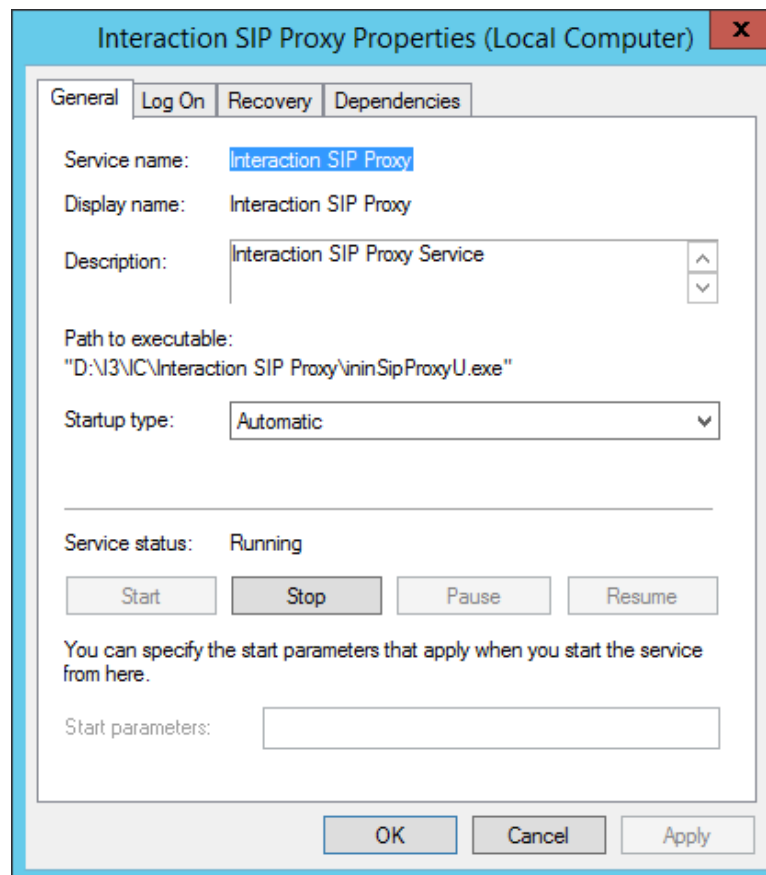 Interaction SIP Proxy Properties (Local Computer) x
General Log On Recovery Dependencies
Service name: Interaction SIP Proxy
Display name: Interaction SIP Proxy
Description: Interaction SIP Proxy Service
Path to executable:
"D:\I3\IC\Interaction SIP Proxy\ininSipProxyU.exe"
Startup type: Automatic
Service status: Running
Start Stop Pause Resume
You can specify the start parameters that apply when you start the service
from here.
Start parameters:
OK Cancel Apply